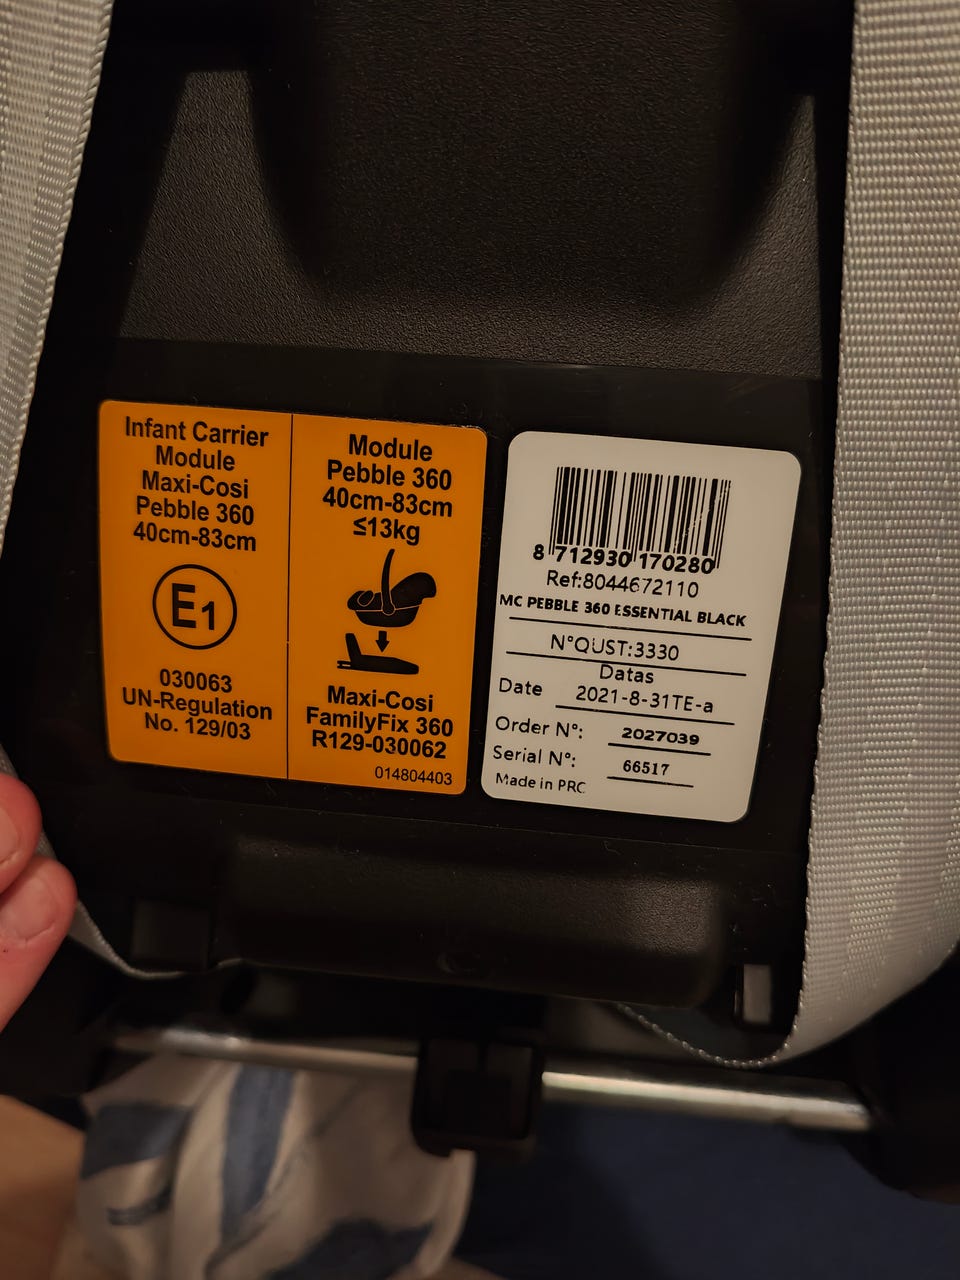 Infant Carrier
Module
Maxi-Cosi
Pebble 360
40cm-83cm
E1
030063
UN-Regulation
No. 129/03
Module
Pebble 360
40cm-83cm
≤13kg
Maxi-Cosi
FamilyFix 360
R129-030062
014804403
8 712930 170280
Ref:8044672110
MC PEBBLE 360 ESSENTIAL BLACK
N°QUST:3330
Datas
Date 2021-8-31TE-a
Order N°: 2027039
Serial N°: 66517
Made in PRC